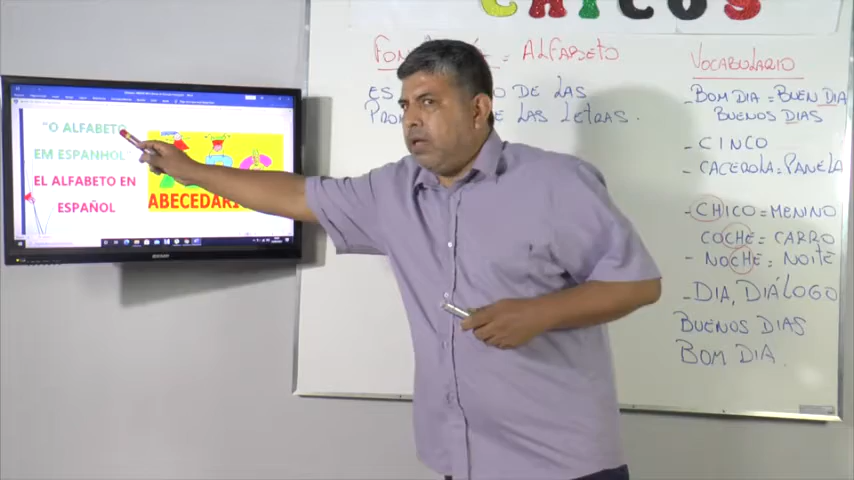 CHICOS
"O ALFABETO
EM ESPANHOL
EL ALFABETO EN
ESPAÑOL
ABECEDARI
= ALFABETO
ES
O DE LAS
DE LAS LETRAS.
VOCABULARIO
- BOM DIA = BUEN DIA
BUENOS DIAS
- CINCO
- CACEROLA = PANELA
- CHICO = MENINO
COCHE = CARRO
- NOCHE = NOITE
- DIA, DIÁLOGO
BUENOS DIAS
BOM DIA.